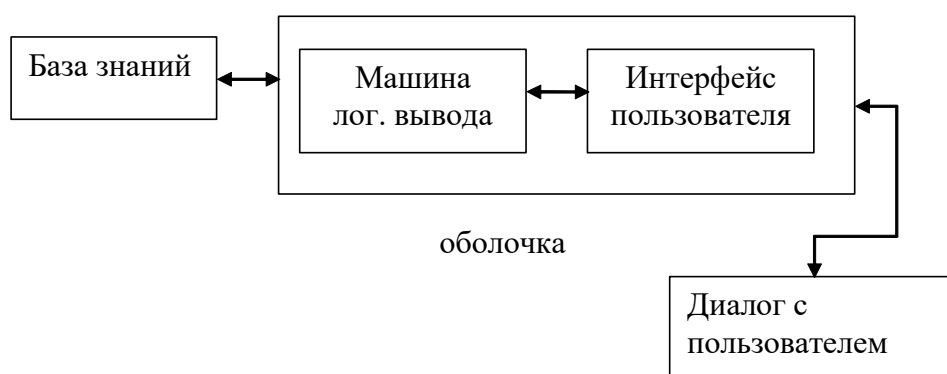 База знаний
Машина
лог. вывода
Интерфейс
пользователя
оболочка
Диалог с
пользователем